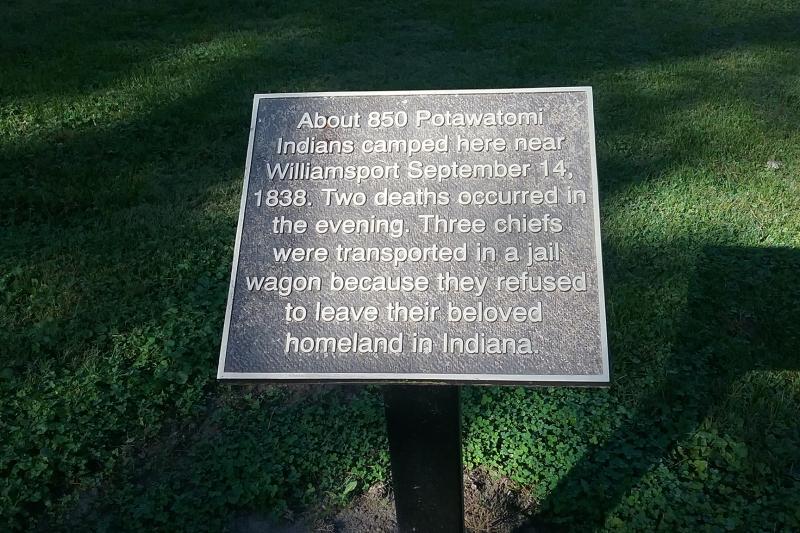 About 850 Potawatomi
Indians camped here near
Williamsport September 14,
1838. Two deaths occurred in
the evening. Three chiefs
were transported in a jail
wagon because they refused
to leave their beloved
homeland in Indiana.